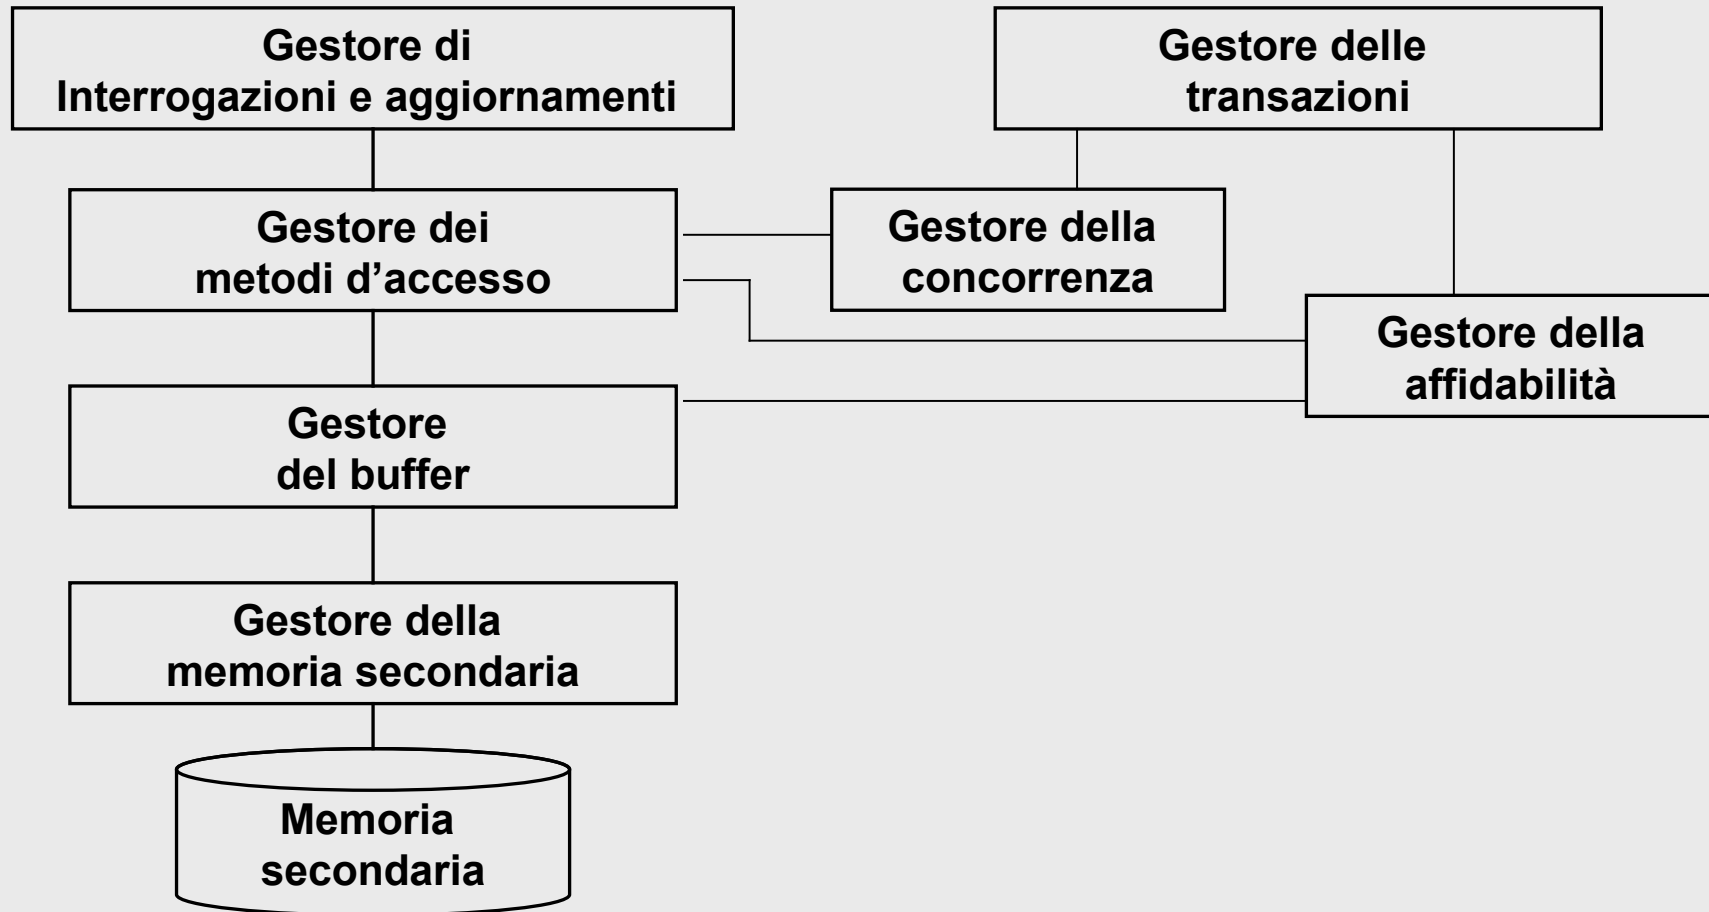 Gestore di
Interrogazioni e aggiornamenti
Gestore delle
transazioni
Gestore dei
metodi d’accesso
Gestore della
concorrenza
Gestore della
affidabilità
Gestore
del buffer
Gestore della
memoria secondaria
Memoria
secondaria